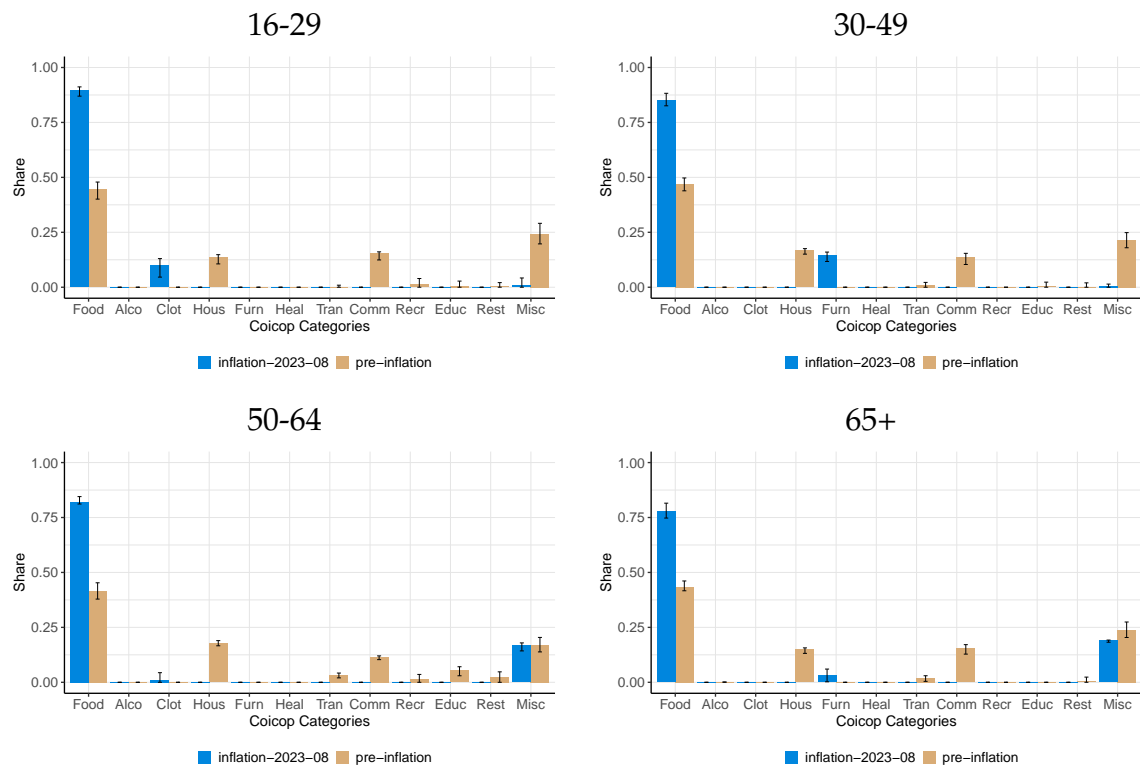 16-29
1.00
0.75
0.50
0.25
0.00
Share
Food Alco Clot Hous Furn Heal Tran Comm Recr Educ Rest Misc
Coicop Categories
inflation−2023−08 pre−inflation
30-49
1.00
0.75
0.50
0.25
0.00
Share
Food Alco Clot Hous Furn Heal Tran Comm Recr Educ Rest Misc
Coicop Categories
inflation−2023−08 pre−inflation
50-64
1.00
0.75
0.50
0.25
0.00
Share
Food Alco Clot Hous Furn Heal Tran Comm Recr Educ Rest Misc
Coicop Categories
inflation−2023−08 pre−inflation
65+
1.00
0.75
0.50
0.25
0.00
Share
Food Alco Clot Hous Furn Heal Tran Comm Recr Educ Rest Misc
Coicop Categories
inflation−2023−08 pre−inflation